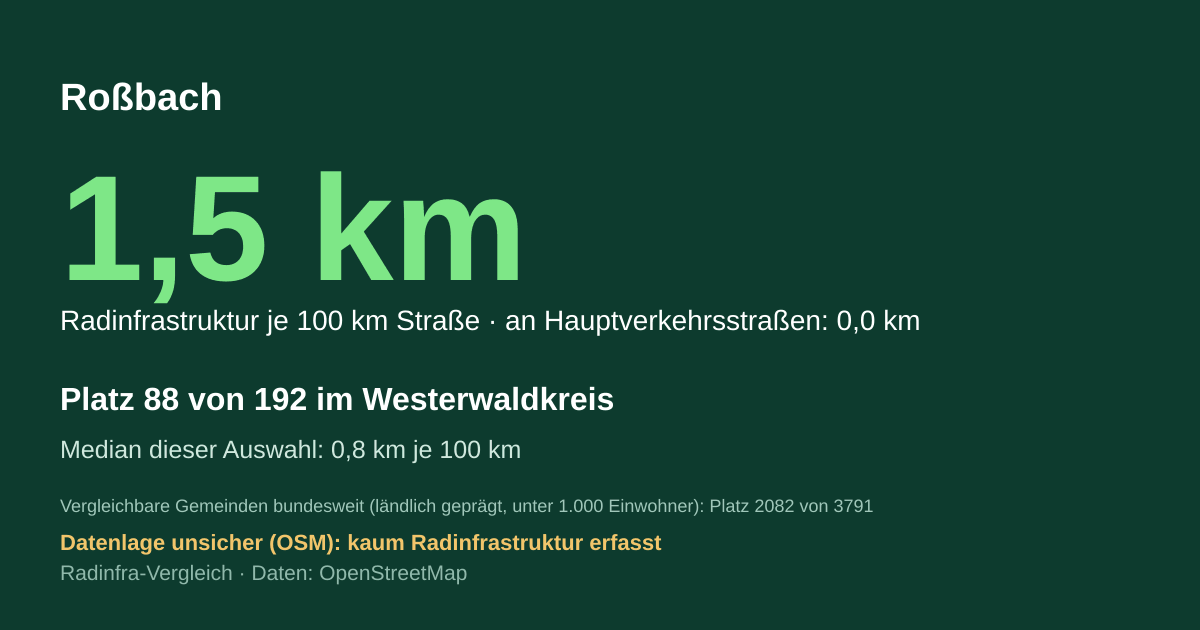 Roßbach
1,5 km
Radinfrastruktur je 100 km Straße · an Hauptverkehrsstraßen: 0,0 km
Platz 88 von 192 im Westerwaldkreis
Median dieser Auswahl: 0,8 km je 100 km
Vergleichbare Gemeinden bundesweit (ländlich geprägt, unter 1.000 Einwohner): Platz 2082 von 3791
Datenlage unsicher (OSM): kaum Radinfrastruktur erfasst
Radinfra-Vergleich · Daten: OpenStreetMap